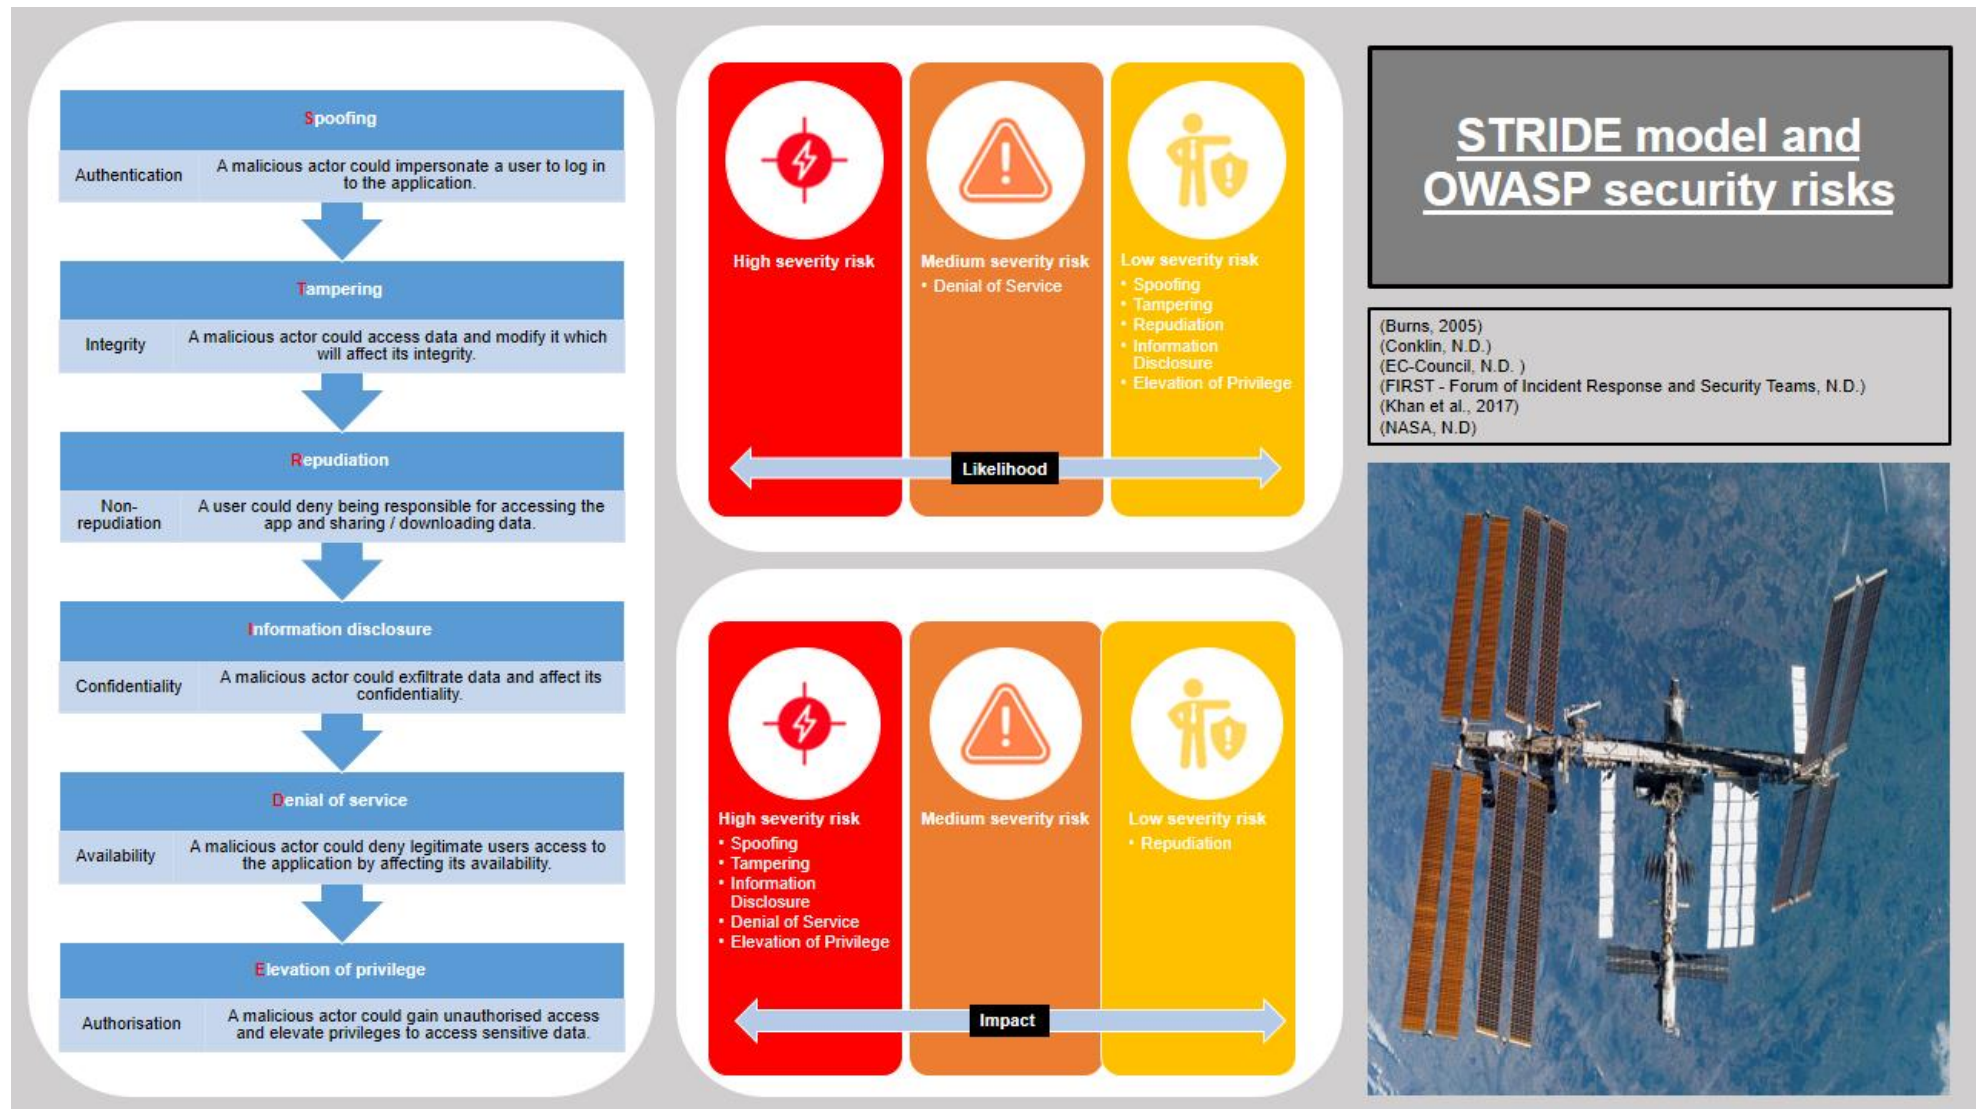 Spoofing
Authentication
A malicious actor could impersonate a user to log in
to the application.
Tampering
Integrity
A malicious actor could access data and modify it which
will affect its integrity.
Repudiation
Non-
repudiation
A user could deny being responsible for accessing the
app and sharing / downloading data.
Information disclosure
Confidentiality
A malicious actor could exfiltrate data and affect its
confidentiality.
Denial of service
Availability
A malicious actor could deny legitimate users access to
the application by affecting its availability.
Elevation of privilege
Authorisation
A malicious actor could gain unauthorised access
and elevate privileges to access sensitive data.
High severity risk
Medium severity risk
• Denial of Service
Low severity risk
• Spoofing
• Tampering
• Repudiation
• Information
Disclosure
• Elevation of Privilege
Likelihood
High severity risk
• Spoofing
• Tampering
• Information
Disclosure
• Denial of Service
• Elevation of Privilege
Medium severity risk
Low severity risk
• Repudiation
Impact
STRIDE model and
OWASP security risks
(Burns, 2005)
(Conklin, N.D.)
(EC-Council, N.D. )
(FIRST - Forum of Incident Response and Security Teams, N.D.)
(Khan et al., 2017)
(NASA, N.D)